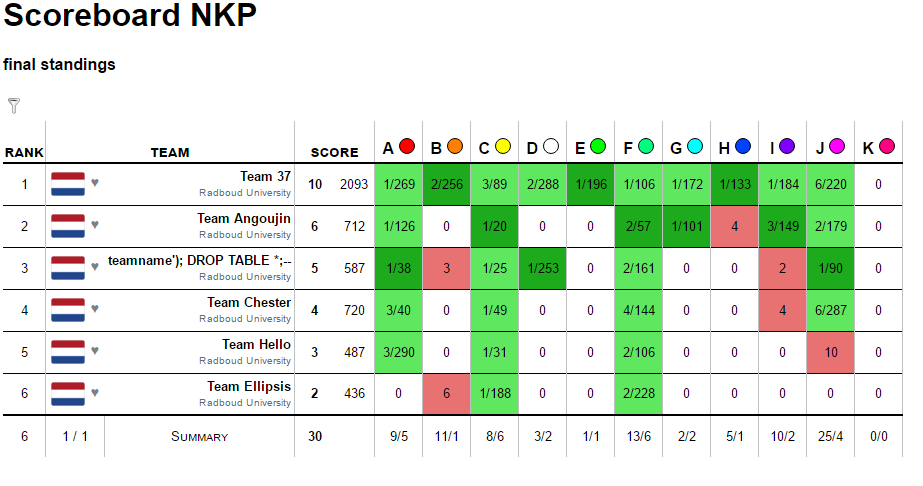 Scoreboard NKP
final standings
RANK TEAM SCORE A B C D E F G H I J K
1 Team 37 10 2093 1/269 2/256 3/89 2/288 1/196 1/106 1/172 1/133 1/184 6/220 0
Radboud University
2 Team Angoujin 6 712 1/126 0 1/20 0 0 2/57 1/101 4 3/149 2/179 0
Radboud University
3 teamname'); DROP TABLE *;-- 5 587 1/38 3 1/25 1/253 0 2/161 0 0 2 1/90 0
Radboud University
4 Team Chester 4 720 3/40 0 1/49 0 0 4/144 0 0 4 6/287 0
Radboud University
5 Team Hello 3 487 3/290 0 1/31 0 0 2/106 0 0 0 10 0
Radboud University
6 Team Ellipsis 2 436 0 6 1/188 0 0 2/228 0 0 0 0 0
Radboud University
6 1 / 1 Summary 30 9/5 11/1 8/6 3/2 1/1 13/6 2/2 5/1 10/2 25/4 0/0